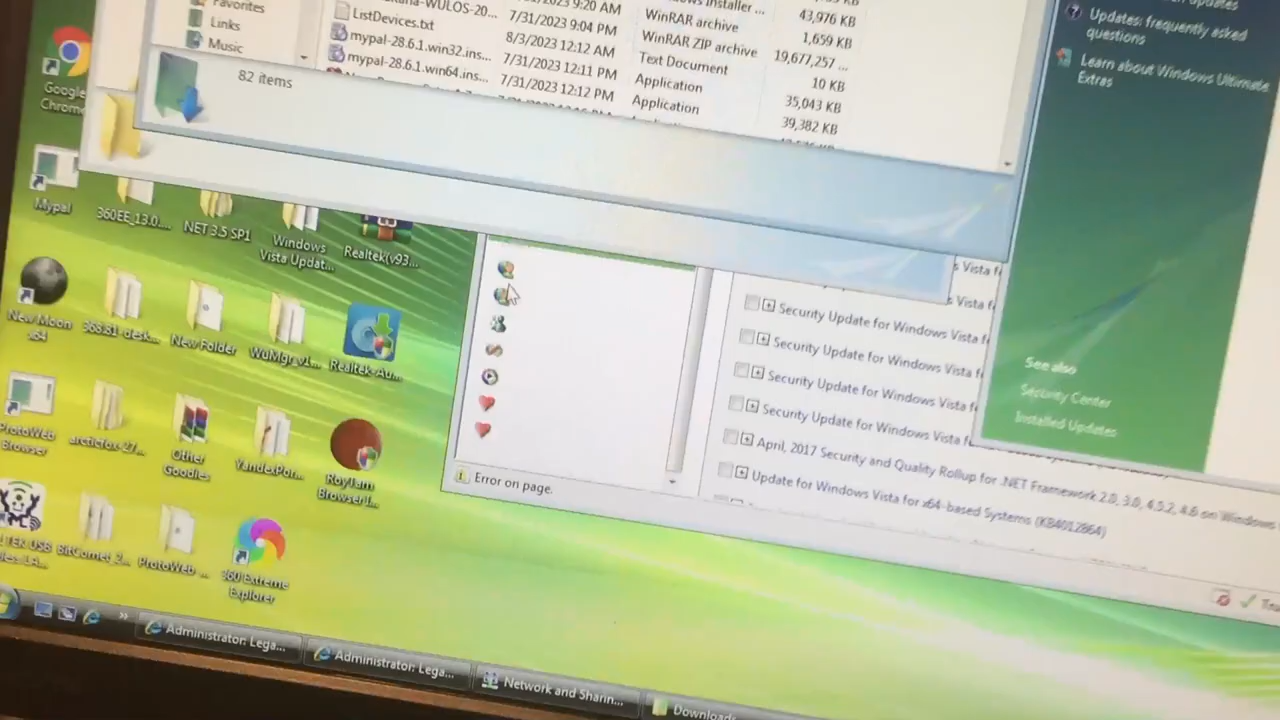 Favorites
Links
Music
82 items
ListDevices.txt
mypal-28.6.1.win32.ins...
mypal-28.6.1.win64.ins...
7/31/2023 9:04 PM
8/3/2023 12:12 AM
7/31/2023 12:11 PM
7/31/2023 12:12 PM
WinRAR archive
WinRAR ZIP archive
Text Document
Application
Application
43,976 KB
1,659 KB
19,677,257 ...
10 KB
35,043 KB
39,382 KB
Updates: frequently asked
questions
Learn about Windows Ultimate
Extras
See also
Security Center
Installed Updates
Google
Chrome
Mypal
360EE_13.0....
NET 3.5 SP1
Windows
Vista Updat...
Realtek(v93...
New Moon
x64
368.81-desk...
New Folder
WuMgr_v1...
Realtek-Au...
ProtoWeb
Browser
arcticfox-27...
Other
Goodies
YandexPor...
RoyTam
Browser I...
TEK USB
BitComet_2...
ProtoWeb ...
360 Extreme
Explorer
s Vista f
s Vista f
Security Update for Windows Vista f
Security Update for Windows Vista f
Security Update for Windows Vista f
Security Update for Windows Vista f
April, 2017 Security and Quality Rollup for .NET Framework 2.0, 3.0, 4.5.2, 4.6 on Windows
Update for Windows Vista for x64-based Systems (KB4012864)
Error on page.
Administrator: Lega...
Administrator: Lega...
Network and Sharin...
Downloads